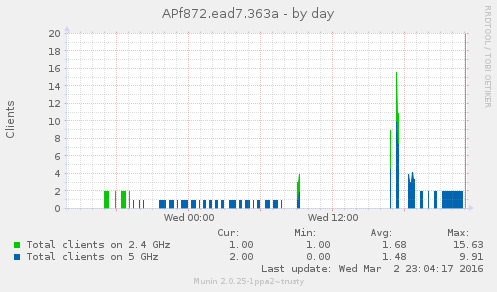 APf872.ead7.363a - by day
RRDTOOL / TOBI OETIKER
Clients
20
18
16
14
12
10
8
6
4
2
0
Wed 00:00 Wed 12:00
Cur: Min: Avg: Max:
Total clients on 2.4 GHz 1.00 1.00 1.68 15.63
Total clients on 5 GHz 2.00 0.00 1.48 9.91
Last update: Wed Mar 2 23:04:17 2016
Munin 2.0.25-1ppa2~trusty